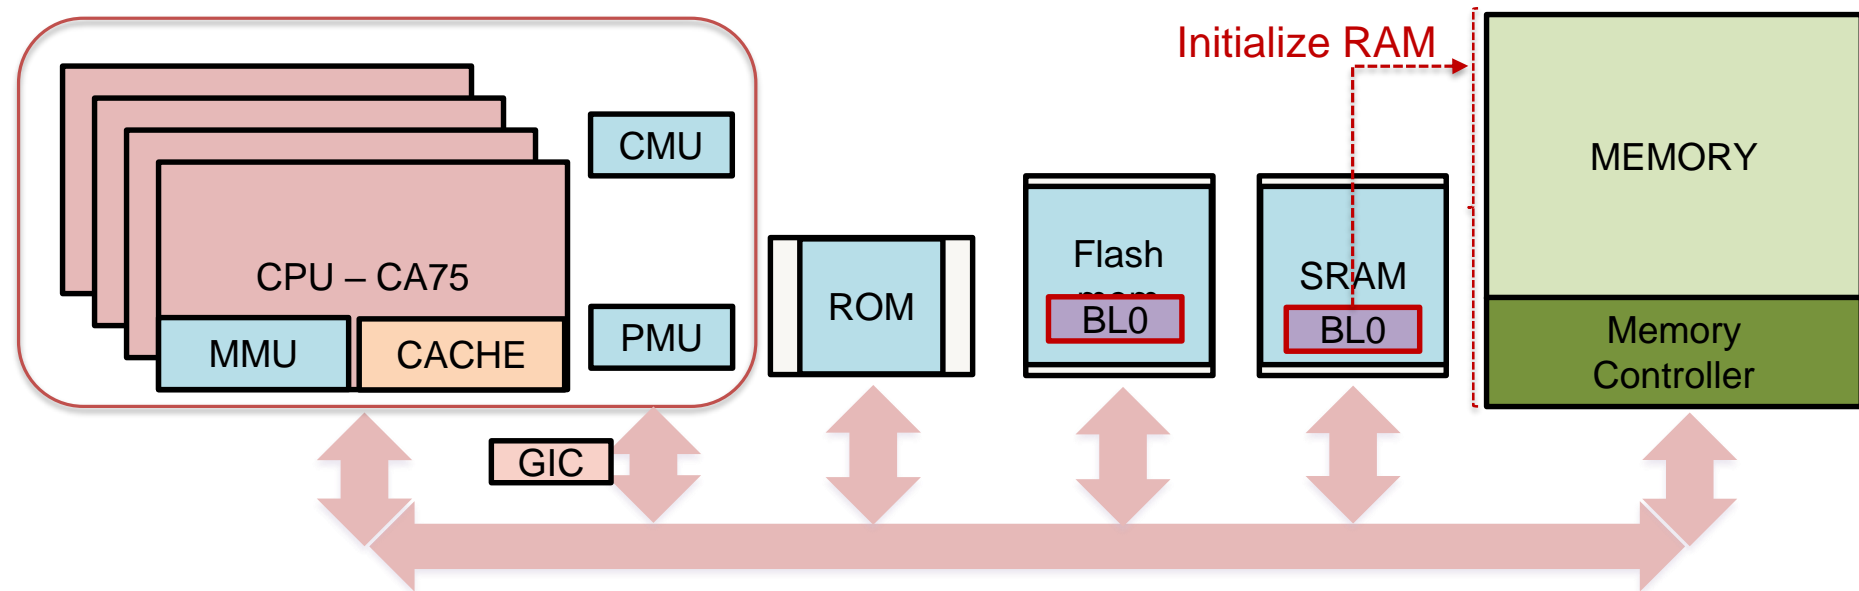 Initialize RAM
CMU
MEMORY
CPU – CA75
Flash
SRAM
ROM
BL0
BL0
PMU
MMU
CACHE
Memory
Controller
GIC